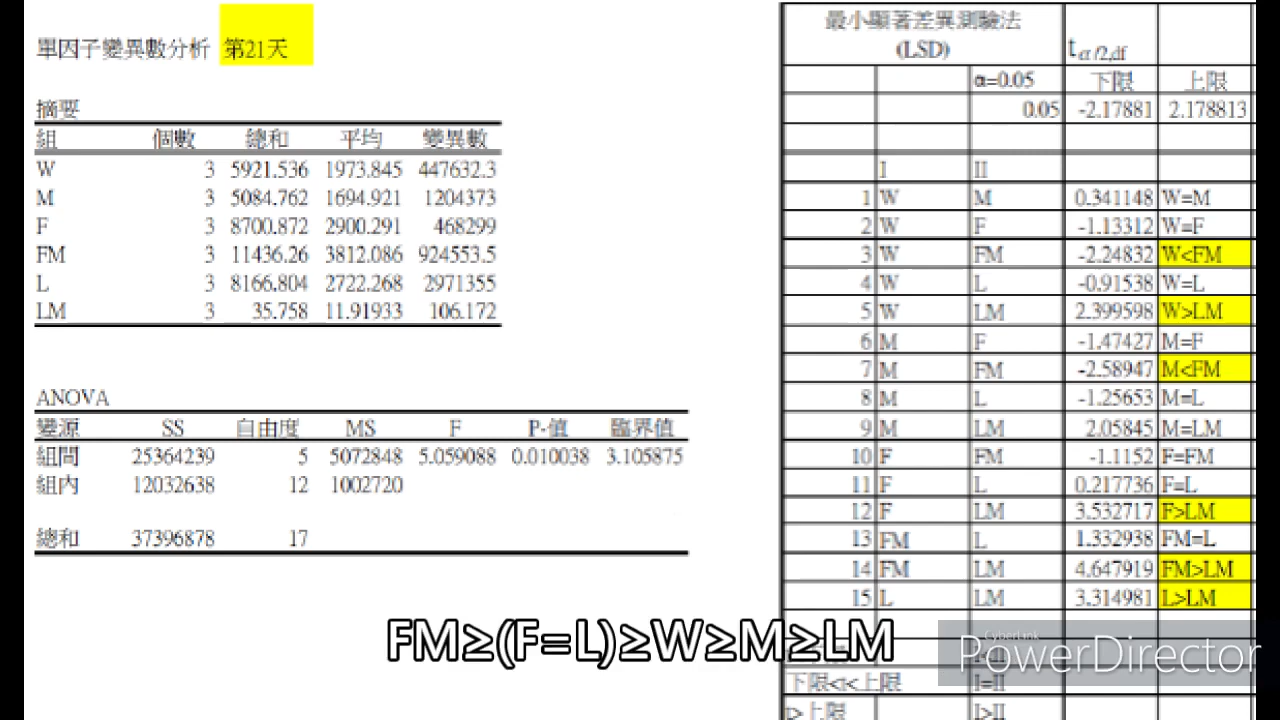 單因子變異數分析 第21天
摘要
組 個數 總和 平均 變異數
W 3 5921.536 1973.845 447632.3
M 3 5084.762 1694.921 1204373
F 3 8700.872 2900.291 468299
FM 3 11436.26 3812.086 924553.5
L 3 8166.804 2722.268 2971355
LM 3 35.758 11.91933 106.172
ANOVA
變源 SS 自由度 MS F P-值 臨界值
組間 25364239 5 5072848 5.059088 0.010038 3.105875
組內 12032638 12 1002720
總和 37396878 17
最小顯著差異測驗法
(LSD) tα/2,df
α=0.05 下限 上限
0.05 -2.17881 2.178813
I II
1 W M 0.341148 W=M
2 W F -1.13312 W=F
3 W FM -2.24832 W<FM
4 W L -0.91538 W=L
5 W LM 2.399598 W>LM
6 M F -1.47427 M=F
7 M FM -2.58947 M<FM
8 M L -1.25653 M=L
9 M LM 2.05845 M=LM
10 F FM -1.1152 F=FM
11 F L 0.217736 F=L
12 F LM 3.532717 F>LM
13 FM L 1.332938 FM=L
14 FM LM 4.647919 FM>LM
15 L LM 3.314981 L>LM
FM≥(F=L)≥W≥M≥LM
CyberLink
PowerDirector
下限<t<上限 I=II
t>上限 I>II